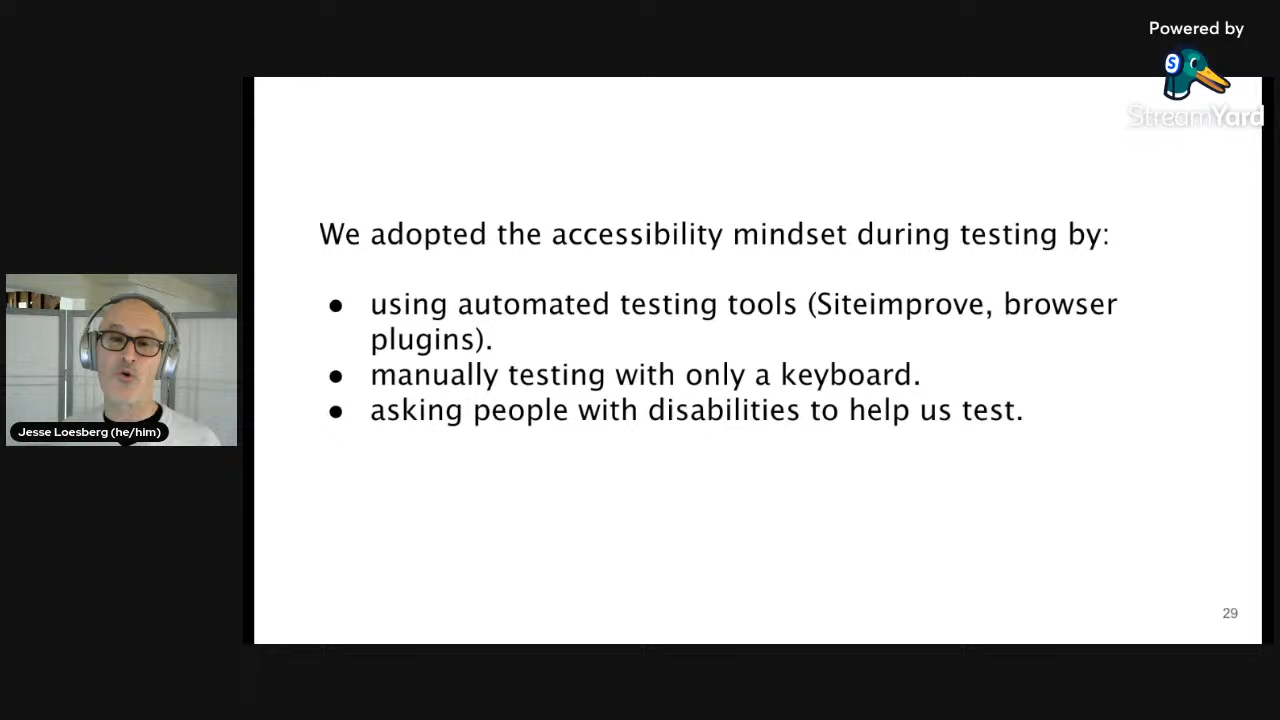 Powered by
S
StreamYard
We adopted the accessibility mindset during testing by:
● using automated testing tools (Siteimprove, browser
plugins).
● manually testing with only a keyboard.
● asking people with disabilities to help us test.
Jesse Loesberg (he/him)
29